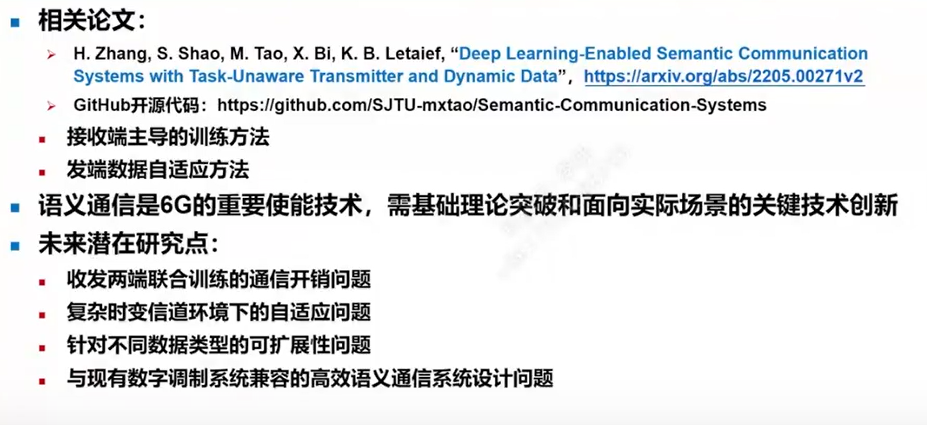 相关论文：
H. Zhang, S. Shao, M. Tao, X. Bi, K. B. Letaief, “Deep Learning-Enabled Semantic Communication
Systems with Task-Unaware Transmitter and Dynamic Data”，https://arxiv.org/abs/2205.00271v2
GitHub开源代码：https://github.com/SJTU-mxtao/Semantic-Communication-Systems
接收端主导的训练方法
发端数据自适应方法
语义通信是6G的重要使能技术，需基础理论突破和面向实际场景的关键技术创新
未来潜在研究点：
收发两端联合训练的通信开销问题
复杂时变信道环境下的自适应问题
针对不同数据类型的可扩展性问题
与现有数字调制系统兼容的高效语义通信系统设计问题